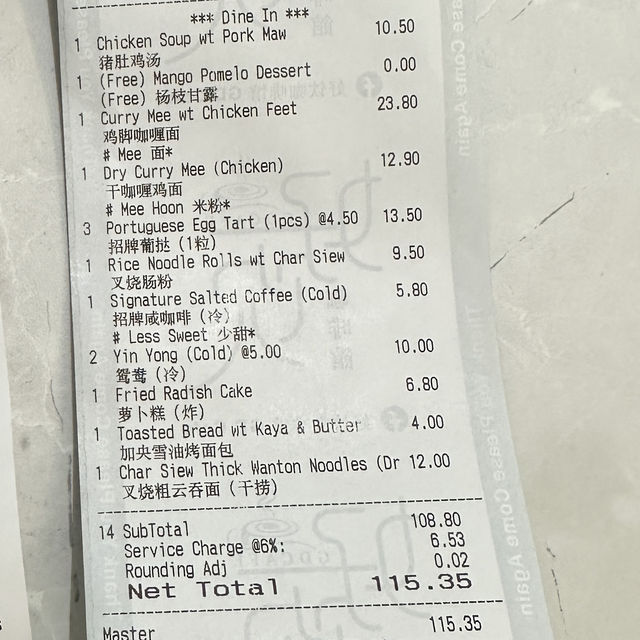 *** Dine In ***
1 Chicken Soup wt Pork Maw 10.50
猪肚鸡汤
1 (Free) Mango Pomelo Dessert 0.00
(Free) 杨枝甘露
1 Curry Mee wt Chicken Feet 23.80
鸡脚咖喱面
# Mee 面*
1 Dry Curry Mee (Chicken) 12.90
干咖喱鸡面
# Mee Hoon 米粉*
3 Portuguese Egg Tart (1pcs) @4.50 13.50
招牌葡挞 (1粒)
1 Rice Noodle Rolls wt Char Siew 9.50
叉烧肠粉
1 Signature Salted Coffee (Cold) 5.80
招牌咸咖啡 (冷)
# Less Sweet 少甜*
2 Yin Yong (Cold) @5.00 10.00
鸳鸯 (冷)
1 Fried Radish Cake 6.80
萝卜糕 (炸)
1 Toasted Bread wt Kaya & Butter 4.00
加央雪油烤面包
1 Char Siew Thick Wanton Noodles (Dr 12.00
叉烧粗云吞面 (干捞)
14 SubTotal 108.80
Service Charge @6%: 6.53
Rounding Adj 0.02
Net Total 115.35
Master 115.35
Please Come Again
Please Come Again